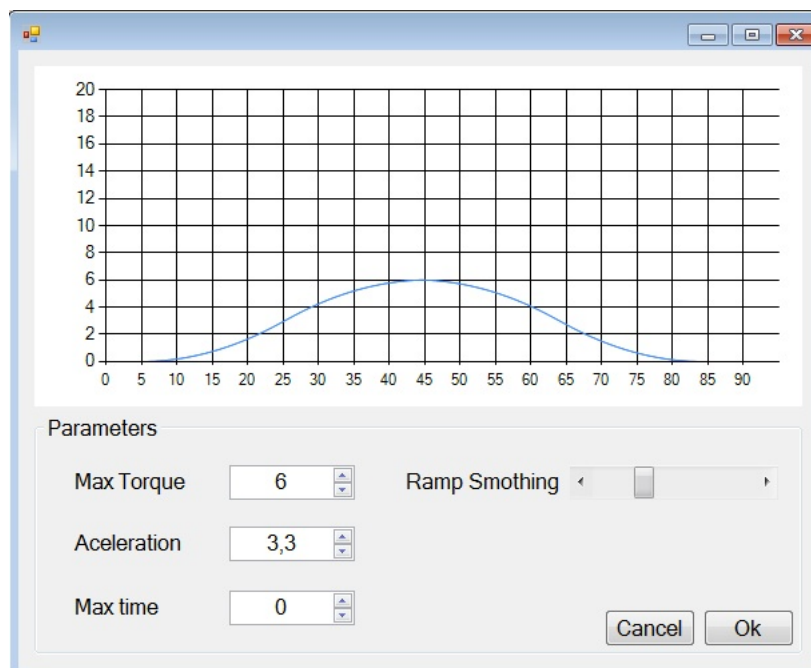 20
18
16
14
12
10
8
6
4
2
0
0 5 10 15 20 25 30 35 40 45 50 55 60 65 70 75 80 85 90
Parameters
Max Torque 6 Ramp Smothing
Aceleration 3,3
Max time 0
Cancel Ok